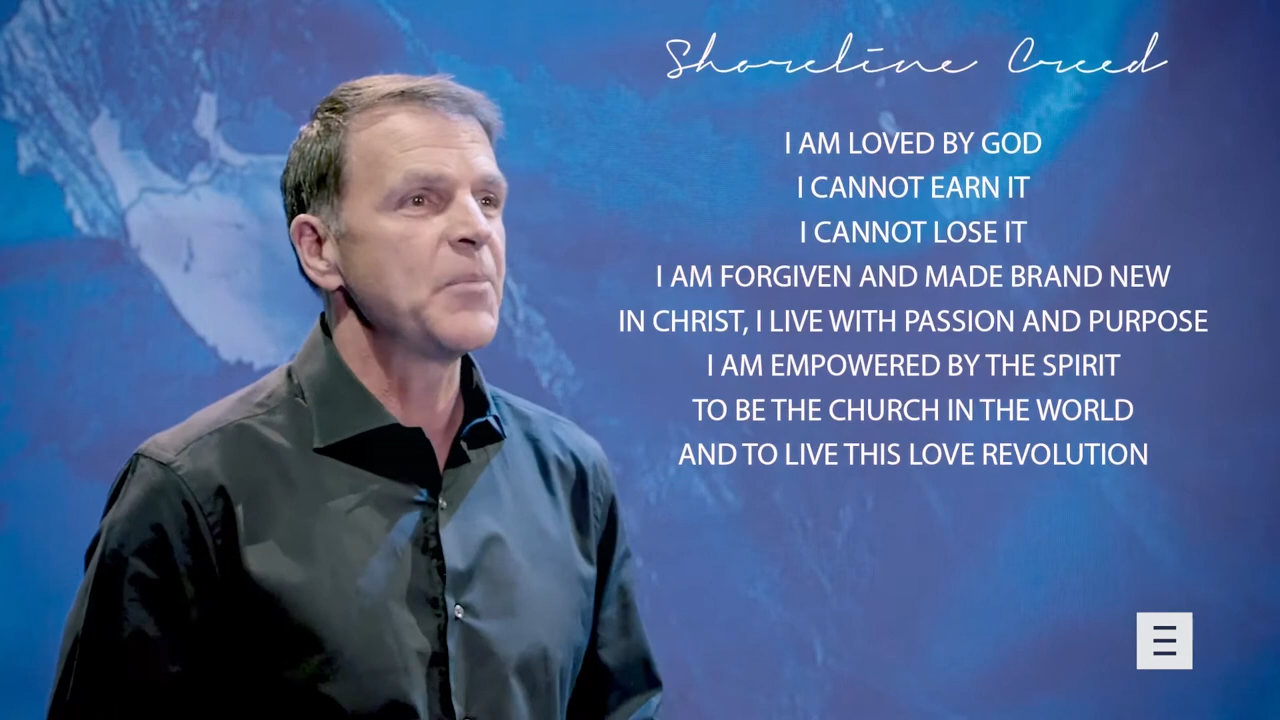 Shoreline Creed
I AM LOVED BY GOD
I CANNOT EARN IT
I CANNOT LOSE IT
I AM FORGIVEN AND MADE BRAND NEW
IN CHRIST, I LIVE WITH PASSION AND PURPOSE
I AM EMPOWERED BY THE SPIRIT
TO BE THE CHURCH IN THE WORLD
AND TO LIVE THIS LOVE REVOLUTION